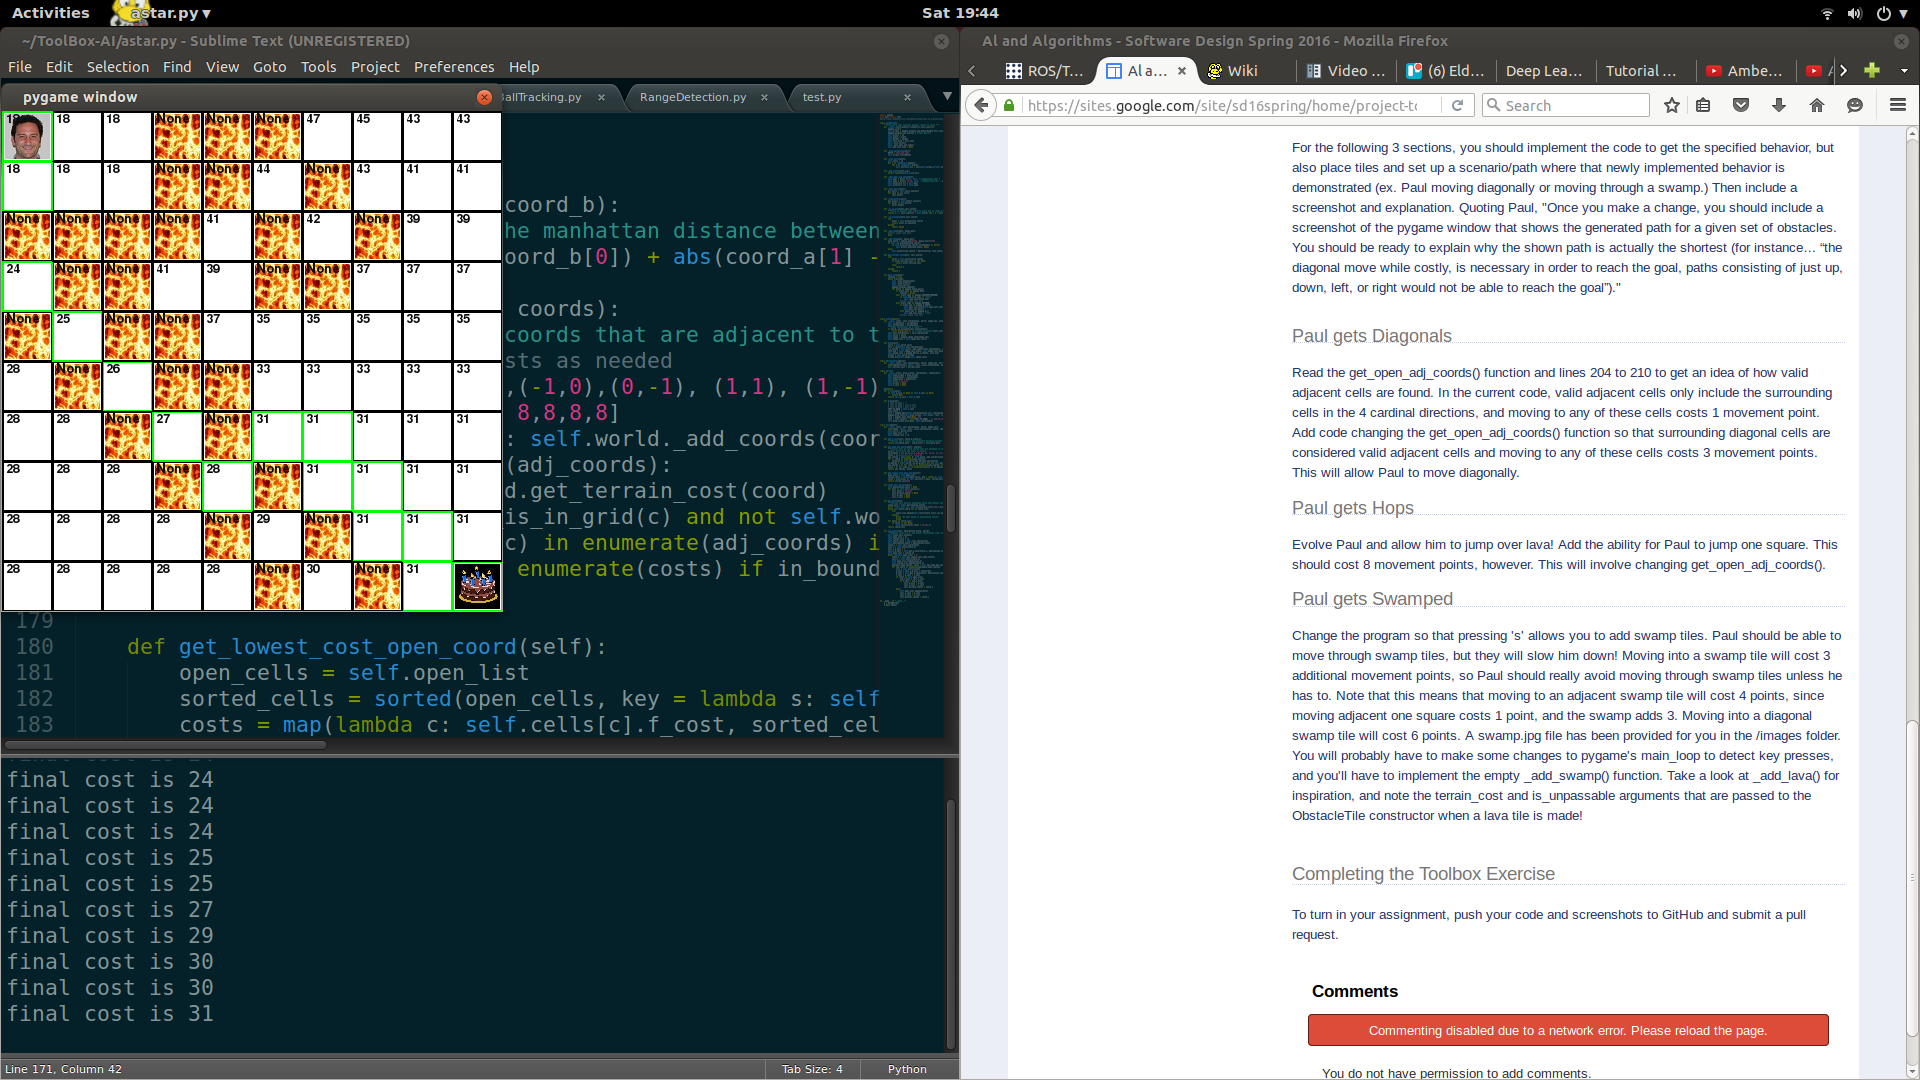 Activities
astar.py ▾
Sat 19:44
~/ToolBox-AI/astar.py - Sublime Text (UNREGISTERED)
File Edit Selection Find View Goto Tools Project Preferences Help
pygame window
allTracking.py × RangeDetection.py × test.py ×
18 18 18 None None None 47 45 43 43
18 18 18 None None 44 None 43 41 41
None None None None 41 None 42 None 39 39
24 None None 41 39 None None 37 37 37
None 25 None None 37 35 35 35 35 35
28 None 26 None None 33 33 33 33 33
28 28 None 27 None 31 31 31 31 31
28 28 28 None 28 None 31 31 31 31
28 28 28 28 None 29 None 31 31 31
28 28 28 28 28 None 30 None 31
coord_b):
he manhattan distance between
oord_b[0]) + abs(coord_a[1] -
coords):
coords that are adjacent to t
sts as needed
,(-1,0),(0,-1), (1,1), (1,-1)
8,8,8,8]
: self.world._add_coords(coor
(adj_coords):
d.get_terrain_cost(coord)
is_in_grid(c) and not self.wo
c) in enumerate(adj_coords) i
enumerate(costs) if in_bound
179
180 def get_lowest_cost_open_coord(self):
181 open_cells = self.open_list
182 sorted_cells = sorted(open_cells, key = lambda s: self
183 costs = map(lambda c: self.cells[c].f_cost, sorted_cel
final cost is 24
final cost is 24
final cost is 24
final cost is 25
final cost is 25
final cost is 27
final cost is 29
final cost is 30
final cost is 30
final cost is 31
Line 171, Column 42
Tab Size: 4
Python
AI and Algorithms - Software Design Spring 2016 - Mozilla Firefox
ROS/T... AI a... × Wiki Video ... (6) Eld... Deep Lea... Tutorial ... Ambe...
https://sites.google.com/site/sd16spring/home/project-to
Search
For the following 3 sections, you should implement the code to get the specified behavior, but
also place tiles and set up a scenario/path where that newly implemented behavior is
demonstrated (ex. Paul moving diagonally or moving through a swamp.) Then include a
screenshot and explanation. Quoting Paul, "Once you make a change, you should include a
screenshot of the pygame window that shows the generated path for a given set of obstacles.
You should be ready to explain why the shown path is actually the shortest (for instance… “the
diagonal move while costly, is necessary in order to reach the goal, paths consisting of just up,
down, left, or right would not be able to reach the goal”)."
Paul gets Diagonals
Read the get_open_adj_coords() function and lines 204 to 210 to get an idea of how valid
adjacent cells are found. In the current code, valid adjacent cells only include the surrounding
cells in the 4 cardinal directions, and moving to any of these cells costs 1 movement point.
Add code changing the get_open_adj_coords() function so that surrounding diagonal cells are
considered valid adjacent cells and moving to any of these cells costs 3 movement points.
This will allow Paul to move diagonally.
Paul gets Hops
Evolve Paul and allow him to jump over lava! Add the ability for Paul to jump one square. This
should cost 8 movement points, however. This will involve changing get_open_adj_coords().
Paul gets Swamped
Change the program so that pressing 's' allows you to add swamp tiles. Paul should be able to
move through swamp tiles, but they will slow him down! Moving into a swamp tile will cost 3
additional movement points, so Paul should really avoid moving through swamp tiles unless he
has to. Note that this means that moving to an adjacent swamp tile will cost 4 points, since
moving adjacent one square costs 1 point, and the swamp adds 3. Moving into a diagonal
swamp tile will cost 6 points. A swamp.jpg file has been provided for you in the /images folder.
You will probably have to make some changes to pygame's main_loop to detect key presses,
and you'll have to implement the empty _add_swamp() function. Take a look at _add_lava() for
inspiration, and note the terrain_cost and is_unpassable arguments that are passed to the
ObstacleTile constructor when a lava tile is made!
Completing the Toolbox Exercise
To turn in your assignment, push your code and screenshots to GitHub and submit a pull
request.
Comments
Commenting disabled due to a network error. Please reload the page.
You do not have permission to add comments.